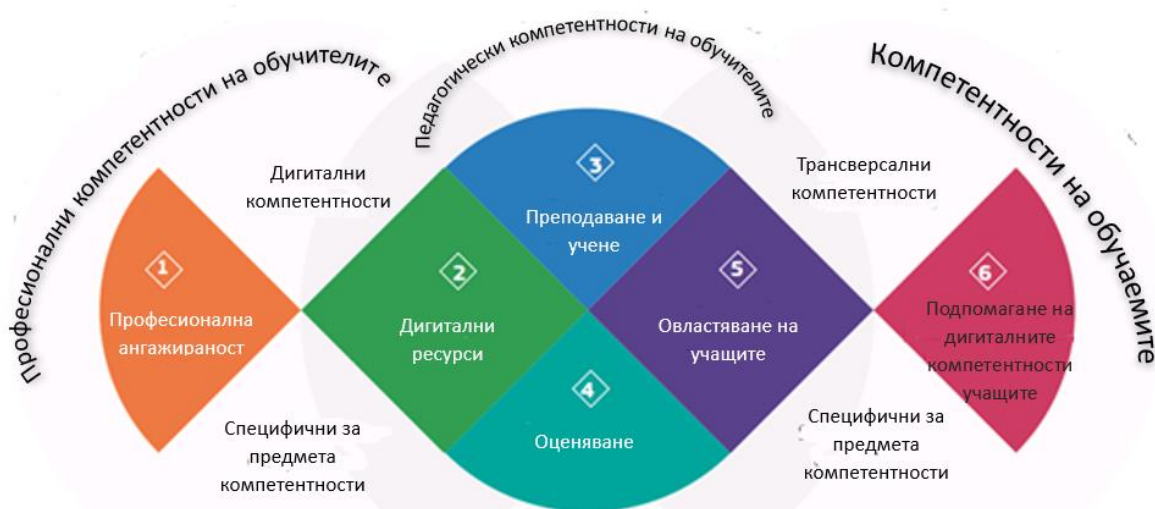 Професионални компетентности на обучителите
Педагогически компетентности на обучителите
Компетентности на обучаемите
Дигитални
компетентности
Трансверсални
компетентности
1
Професионална
ангажираност
2
Дигитални
ресурси
3
Преподаване и
учене
4
Оценяване
5
Овластяване на
учащите
6
Подпомагане на
дигиталните
компетентности
учащите
Специфични за
предмета
компетентности
Специфични за
предмета
компетентности